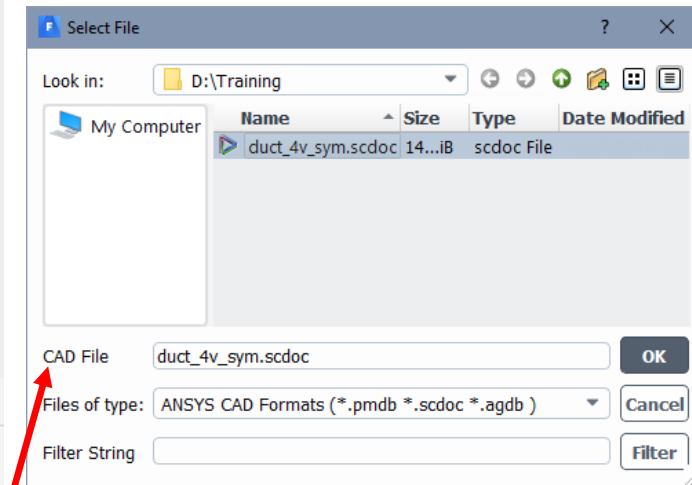 F Select File ?
Look in: D:\Training
My Computer
Name Size Type Date Modified
duct_4v_sym.scdoc 14...iB scdoc File
CAD File duct_4v_sym.scdoc OK
Files of type: ANSYS CAD Formats (*.pmdb *.scdoc *.agdb ) Cancel
Filter String Filter